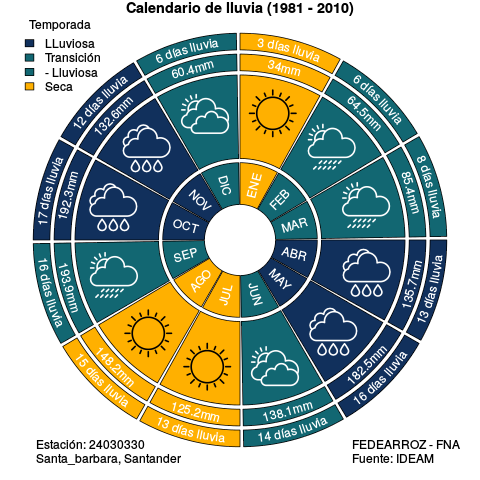 Calendario de lluvia (1981 - 2010)
Temporada
LLuviosa
Transición
- Lluviosa
Seca
3 días lluvia
34mm
ENE
6 días lluvia
64.5mm
FEB
8 días lluvia
85.4mm
MAR
13 días lluvia
135.7mm
ABR
16 días lluvia
182.5mm
MAY
14 días lluvia
138.1mm
JUN
13 días lluvia
125.2mm
JUL
15 días lluvia
148.2mm
AGO
16 días lluvia
193.9mm
SEP
17 días lluvia
192.3mm
OCT
12 días lluvia
132.6mm
NOV
6 días lluvia
60.4mm
DIC
Estación: 24030330
Santa_barbara, Santander
FEDEARROZ - FNA
Fuente: IDEAM